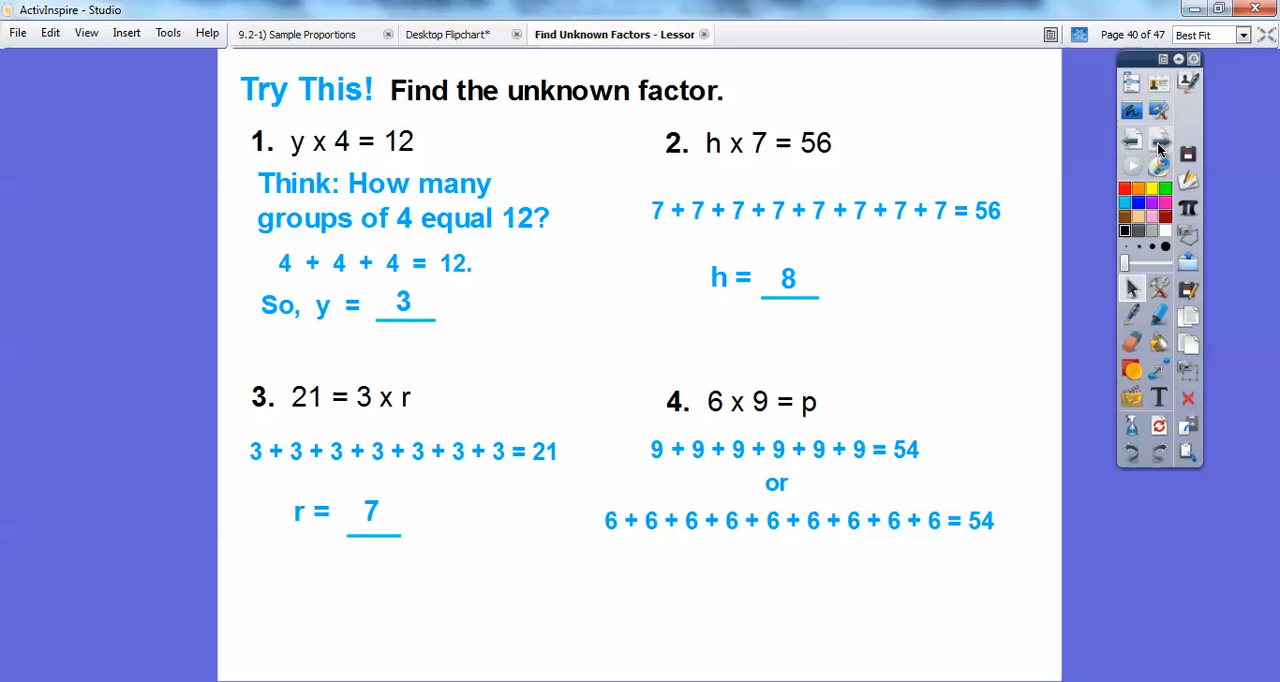 ActivInspire - Studio
File Edit View Insert Tools Help
9.2-1) Sample Proportions Desktop Flipchart* Find Unknown Factors - Lessor Page 40 of 47 Best Fit
Try This! Find the unknown factor.
1. y x 4 = 12
Think: How many
groups of 4 equal 12?
4 + 4 + 4 = 12.
So, y = 3
2. h x 7 = 56
7 + 7 + 7 + 7 + 7 + 7 + 7 + 7 = 56
h = 8
3. 21 = 3 x r
3 + 3 + 3 + 3 + 3 + 3 + 3 = 21
r = 7
4. 6 x 9 = p
9 + 9 + 9 + 9 + 9 + 9 = 54
or
6 + 6 + 6 + 6 + 6 + 6 + 6 + 6 + 6 = 54